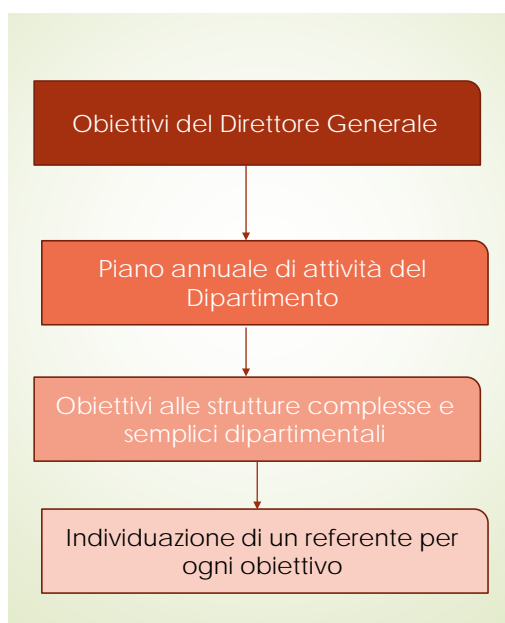 Obiettivi del Direttore Generale
Piano annuale di attività del
Dipartimento
Obiettivi alle strutture complesse e
semplici dipartimentali
Individuazione di un referente per
ogni obiettivo